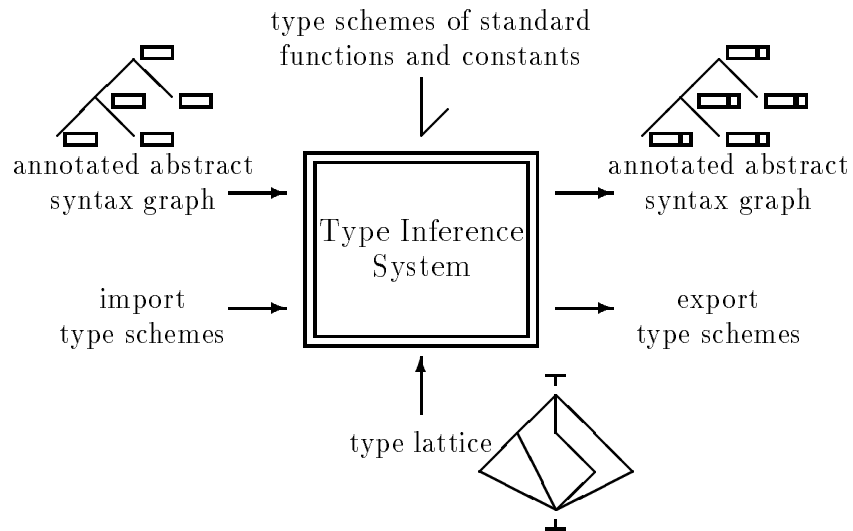 type schemes of standard
functions and constants
annotated abstract
syntax graph
annotated abstract
syntax graph
Type Inference
System
import
type schemes
export
type schemes
type lattice